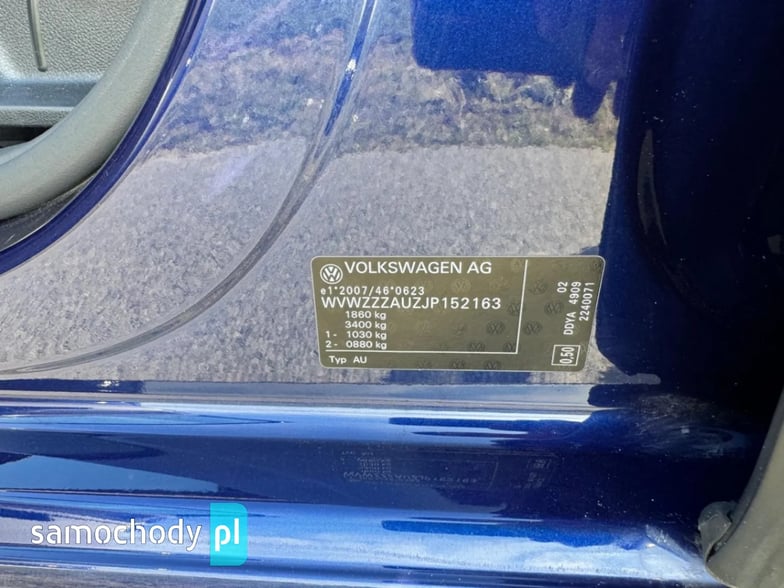 VOLKSWAGEN AG
e1*2007/46*0623
WVWZZZAUZJP152163
1860 kg
3400 kg
1 - 1030 kg
2 - 0880 kg
Typ AU
0,50
DDYA 4909 02
2240071
samochody pl